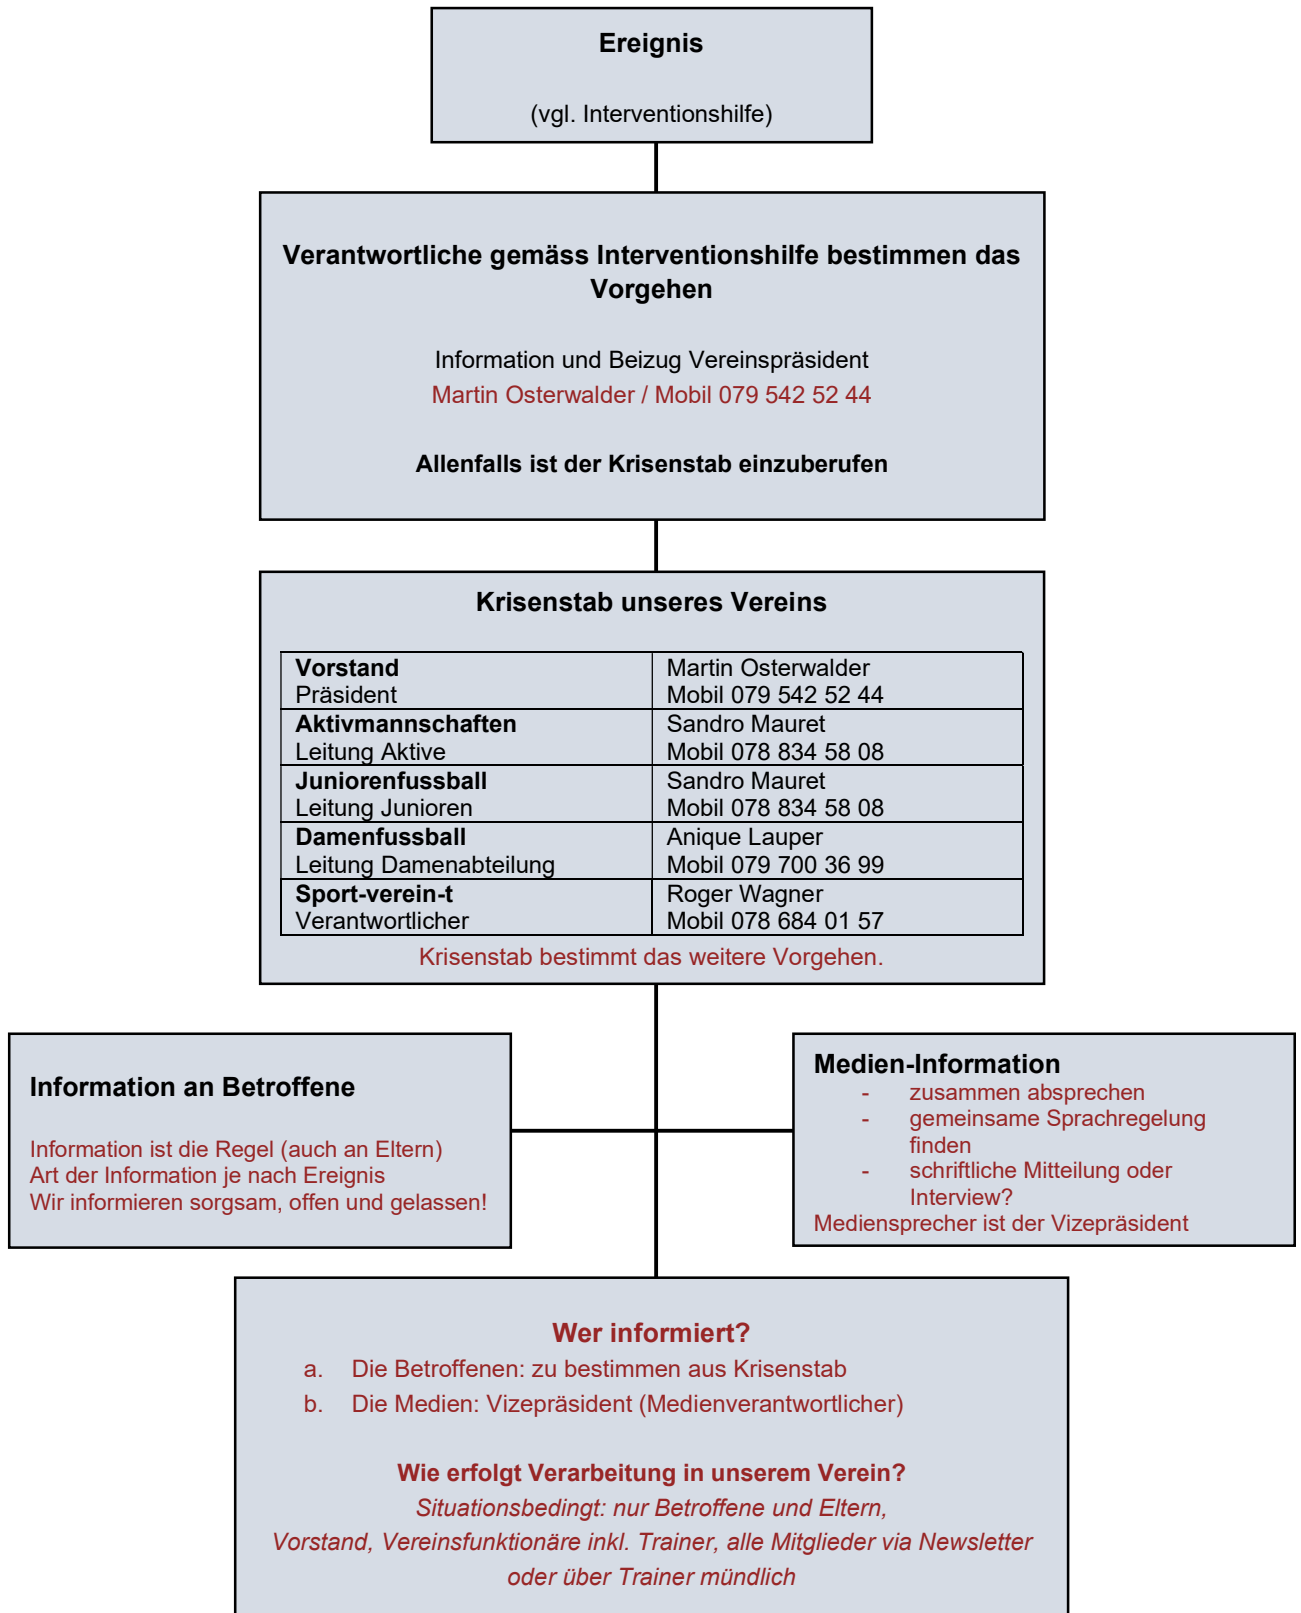 Ereignis
(vgl. Interventionshilfe)
Verantwortliche gemäss Interventionshilfe bestimmen das
Vorgehen
Information und Beizug Vereinspräsident
Martin Osterwalder / Mobil 079 542 52 44
Allenfalls ist der Krisenstab einzuberufen
Krisenstab unseres Vereins
Vorstand
Präsident
Martin Osterwalder
Mobil 079 542 52 44
Aktivmannschaften
Leitung Aktive
Sandro Mauret
Mobil 078 834 58 08
Juniorenfussball
Leitung Junioren
Sandro Mauret
Mobil 078 834 58 08
Damenfussball
Leitung Damenabteilung
Anique Lauper
Mobil 079 700 36 99
Sport-verein-t
Verantwortlicher
Roger Wagner
Mobil 078 684 01 57
Krisenstab bestimmt das weitere Vorgehen.
Information an Betroffene
Information ist die Regel (auch an Eltern)
Art der Information je nach Ereignis
Wir informieren sorgsam, offen und gelassen!
Medien-Information
- zusammen absprechen
- gemeinsame Sprachregelung
finden
- schriftliche Mitteilung oder
Interview?
Mediensprecher ist der Vizepräsident
Wer informiert?
a. Die Betroffenen: zu bestimmen aus Krisenstab
b. Die Medien: Vizepräsident (Medienverantwortlicher)
Wie erfolgt Verarbeitung in unserem Verein?
Situationsbedingt: nur Betroffene und Eltern,
Vorstand, Vereinsfunktionäre inkl. Trainer, alle Mitglieder via Newsletter
oder über Trainer mündlich